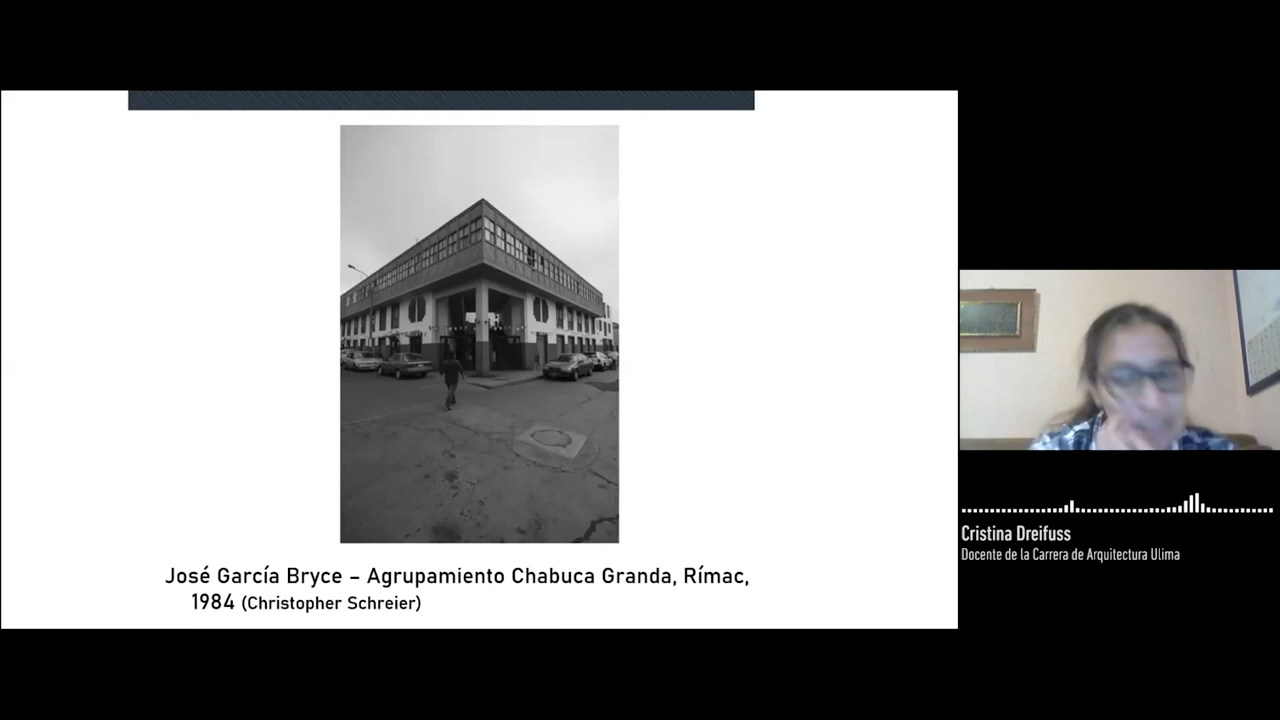 José García Bryce – Agrupamiento Chabuca Granda, Rímac,
1984 (Christopher Schreier)
Cristina Dreifuss
Docente de la Carrera de Arquitectura Ulima